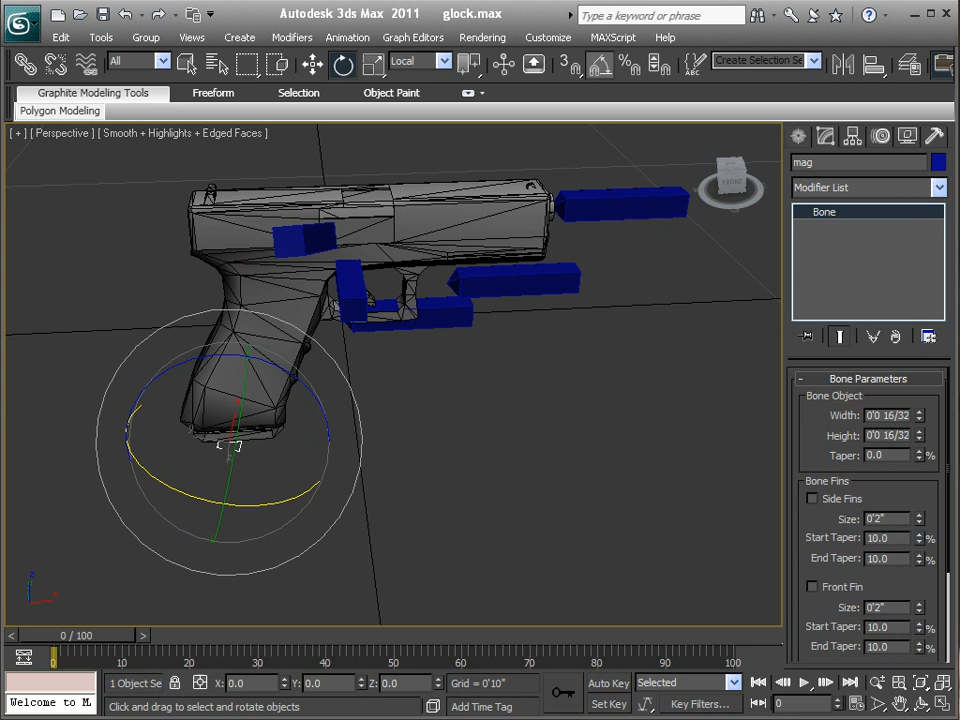 Autodesk 3ds Max 2011 glock.max
Type a keyword or phrase
Edit Tools Group Views Create Modifiers Animation Graph Editors Rendering Customize MAXScript Help
All Local 3 Create Selection Se
Graphite Modeling Tools Freeform Selection Object Paint
Polygon Modeling
[ + ] [ Perspective ] [ Smooth + Highlights + Edged Faces ]
FRONT
mag
Modifier List
Bone
- Bone Parameters
Bone Object
Width: 0'0 16/32
Height: 0'0 16/32
Taper: 0.0 %
Bone Fins
Side Fins
Size: 0'2"
Start Taper: 10.0 %
End Taper: 10.0 %
Front Fin
Size: 0'2"
Start Taper: 10.0 %
End Taper: 10.0 %
z
x
< 0 / 100 >
0 10 20 30 40 50 60 70 80 90 100
1 Object Se X: 0.0 Y: 0.0 Z: 0.0 Grid = 0'10" Auto Key Selected
Welcome to M Click and drag to select and rotate objects Add Time Tag Set Key Key Filters... 0